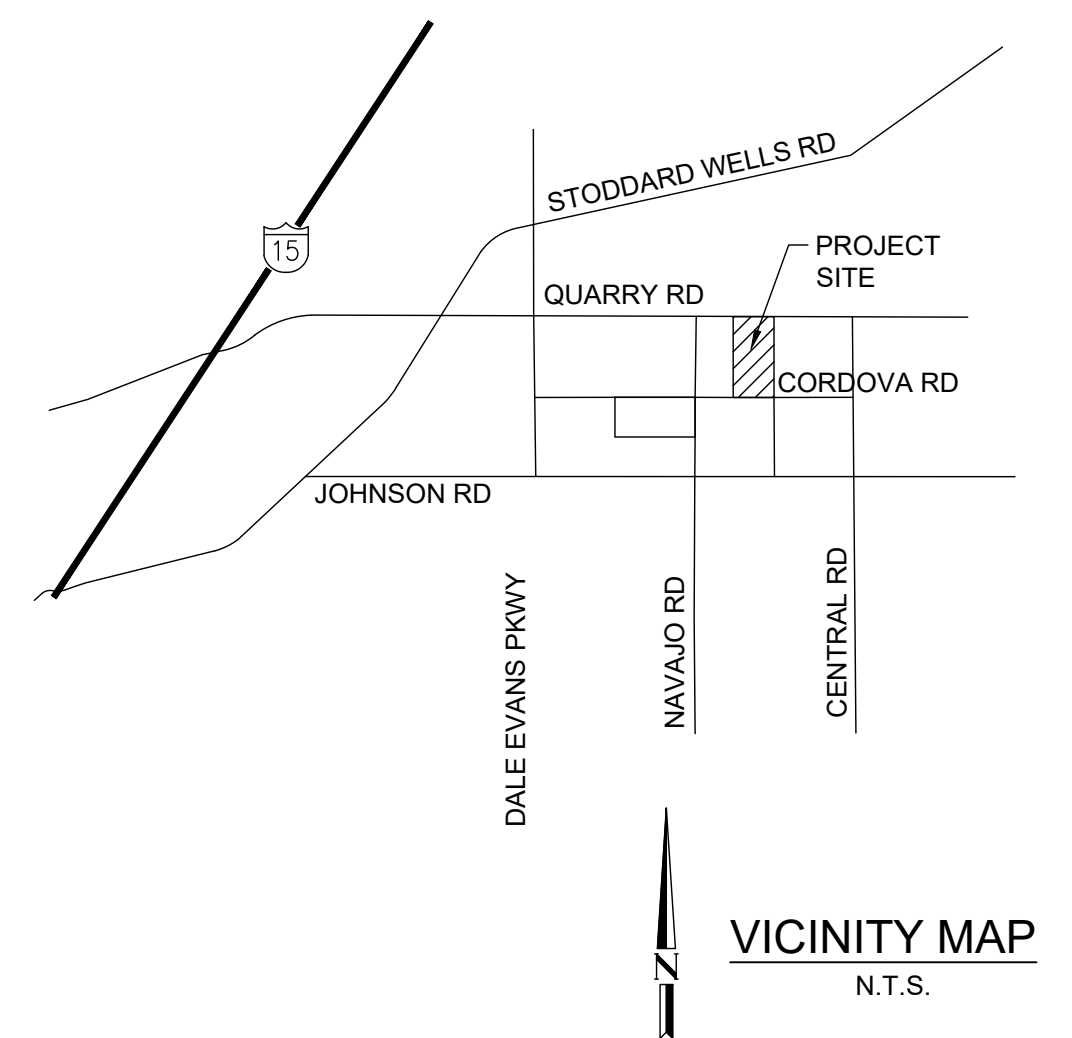 STODDARD WELLS RD
15
PROJECT
SITE
QUARRY RD
CORDOVA RD
JOHNSON RD
DALE EVANS PKWY
NAVAJO RD
CENTRAL RD
N
VICINITY MAP
N.T.S.